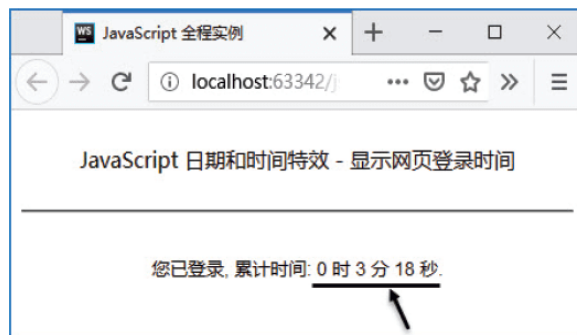 WS JavaScript 全程实例
localhost:63342/j
JavaScript 日期和时间特效 - 显示网页登录时间
您已登录, 累计时间: 0 时 3 分 18 秒.